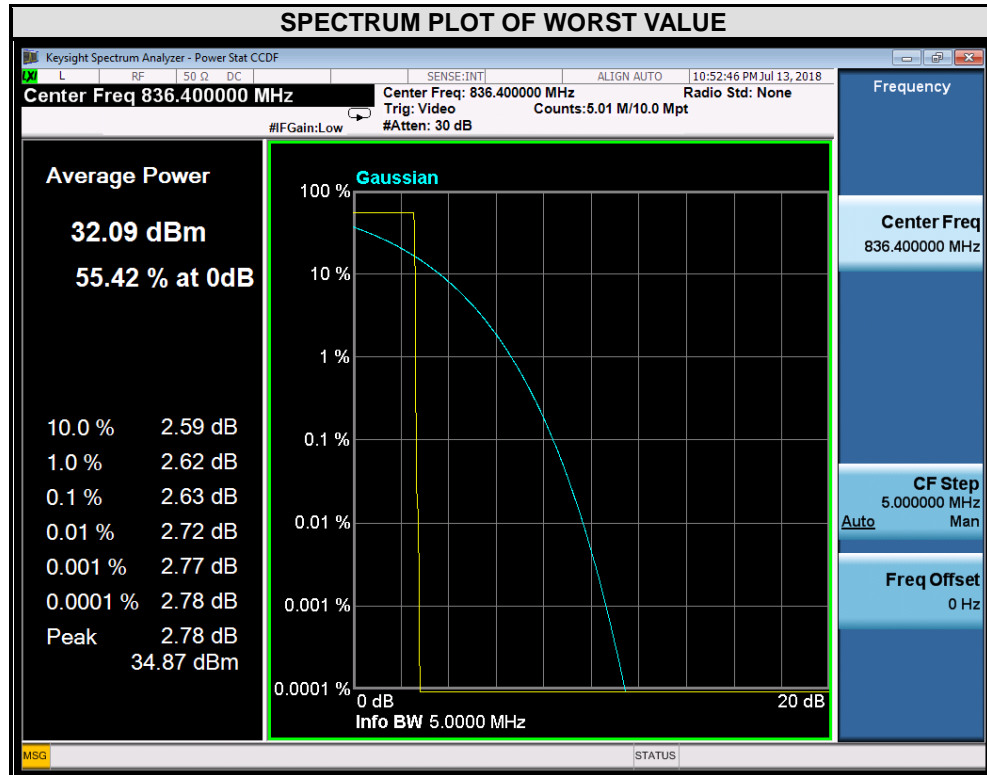 SPECTRUM PLOT OF WORST VALUE
Keysight Spectrum Analyzer - Power Stat CCDF
LXI L RF 50 Ω DC SENSE:INT ALIGN AUTO 10:52:46 PM Jul 13, 2018
Center Freq 836.400000 MHz
Center Freq: 836.400000 MHz Radio Std: None
Trig: Video Counts:5.01 M/10.0 Mpt
#IFGain:Low #Atten: 30 dB
Frequency
Average Power
32.09 dBm
55.42 % at 0dB
10.0 % 2.59 dB
1.0 % 2.62 dB
0.1 % 2.63 dB
0.01 % 2.72 dB
0.001 % 2.77 dB
0.0001 % 2.78 dB
Peak 2.78 dB
34.87 dBm
Gaussian
100 %
10 %
1 %
0.1 %
0.01 %
0.001 %
0.0001 %
0 dB 20 dB
Info BW 5.0000 MHz
Center Freq
836.400000 MHz
CF Step
5.000000 MHz
Auto Man
Freq Offset
0 Hz
MSG STATUS